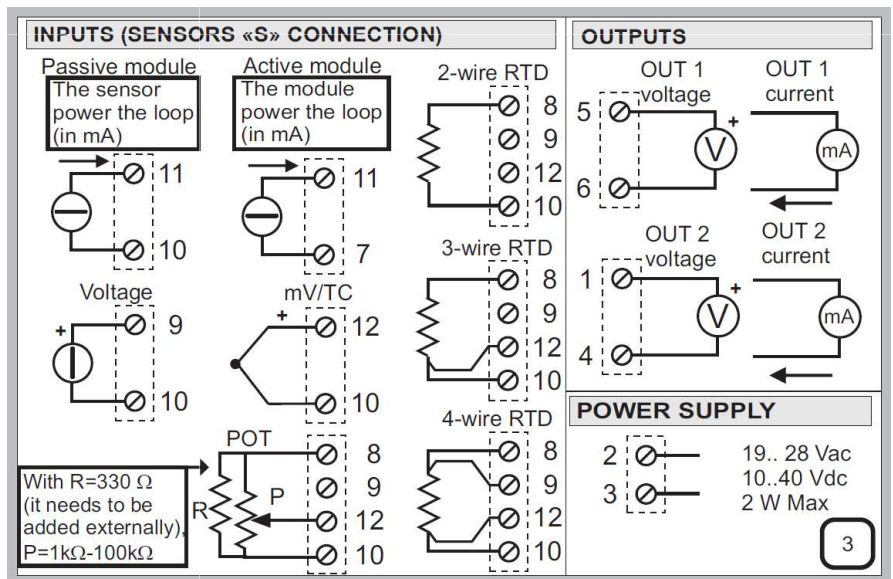 INPUTS (SENSORS «S» CONNECTION)
Passive module
The sensor
power the loop
(in mA)
11
10
Active module
The module
power the loop
(in mA)
11
7
Voltage
+
9
10
mV/TC
+
12
10
POT
With R=330 Ω
(it needs to be
added externally),
P=1kΩ-100kΩ
R
P
8
9
12
10
2-wire RTD
8
9
12
10
3-wire RTD
8
9
12
10
4-wire RTD
8
9
12
10
OUTPUTS
OUT 1
voltage
5
6
+
V
OUT 1
current
mA
OUT 2
voltage
1
4
+
V
OUT 2
current
mA
POWER SUPPLY
2
3
19.. 28 Vac
10..40 Vdc
2 W Max
3